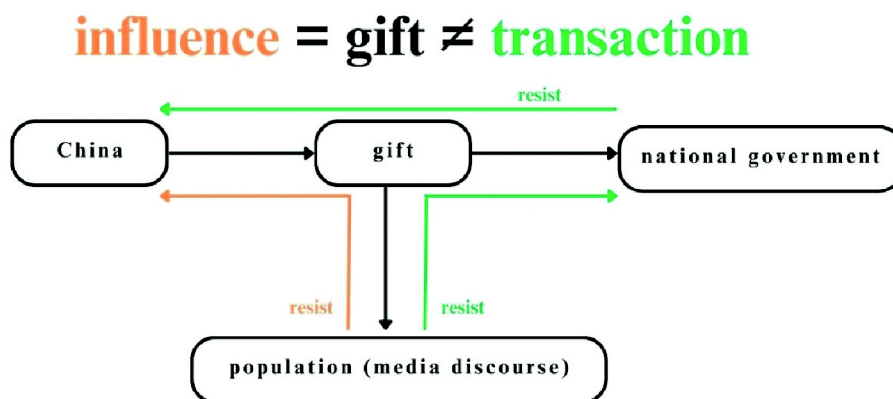 influence = gift ≠ transaction
resist
China
gift
national government
resist
resist
population (media discourse)